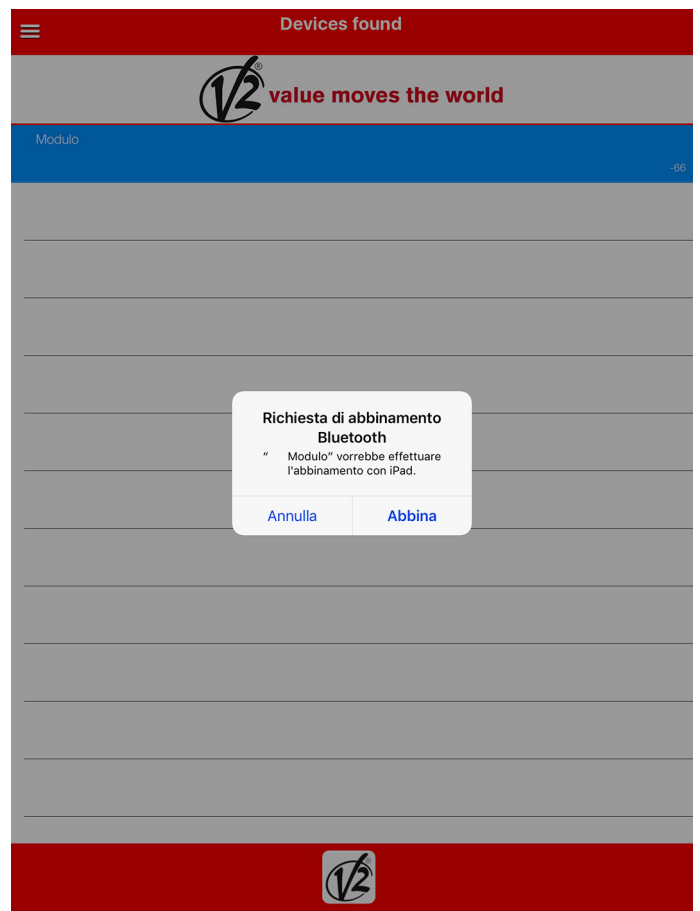 Devices found
V2® value moves the world
Modulo
-66
Richiesta di abbinamento
Bluetooth
“ Modulo” vorrebbe effettuare
l'abbinamento con iPad.
Annulla
Abbina
V2®